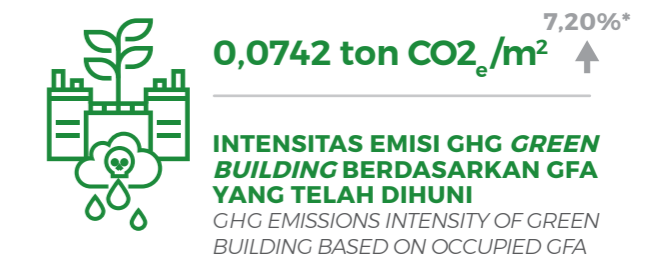 7,20%*
0,0742 ton CO2e/m²
INTENSITAS EMISI GHG GREEN
BUILDING BERDASARKAN GFA
YANG TELAH DIHUNI
GHG EMISSIONS INTENSITY OF GREEN
BUILDING BASED ON OCCUPIED GFA